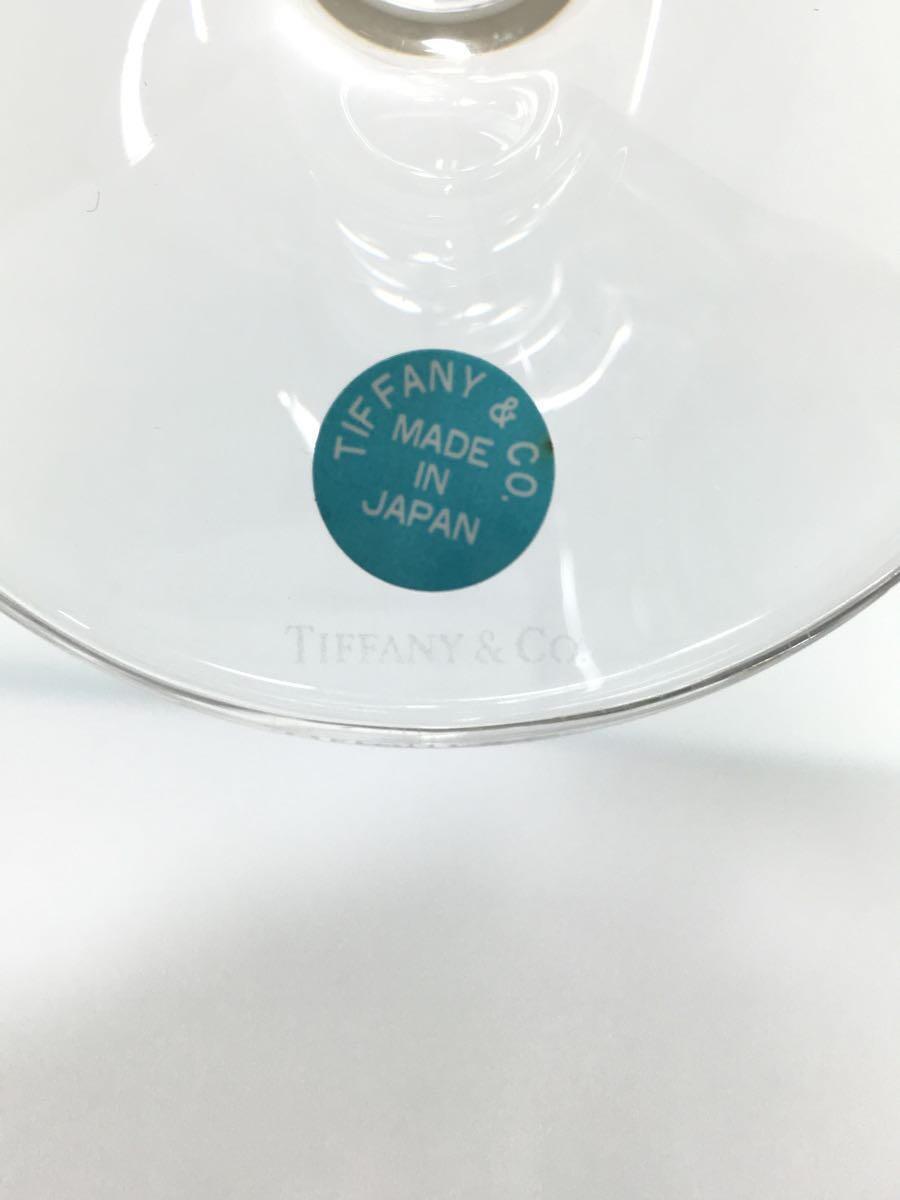 TIFFANY & CO.
MADE
IN
JAPAN
TIFFANY & CO.